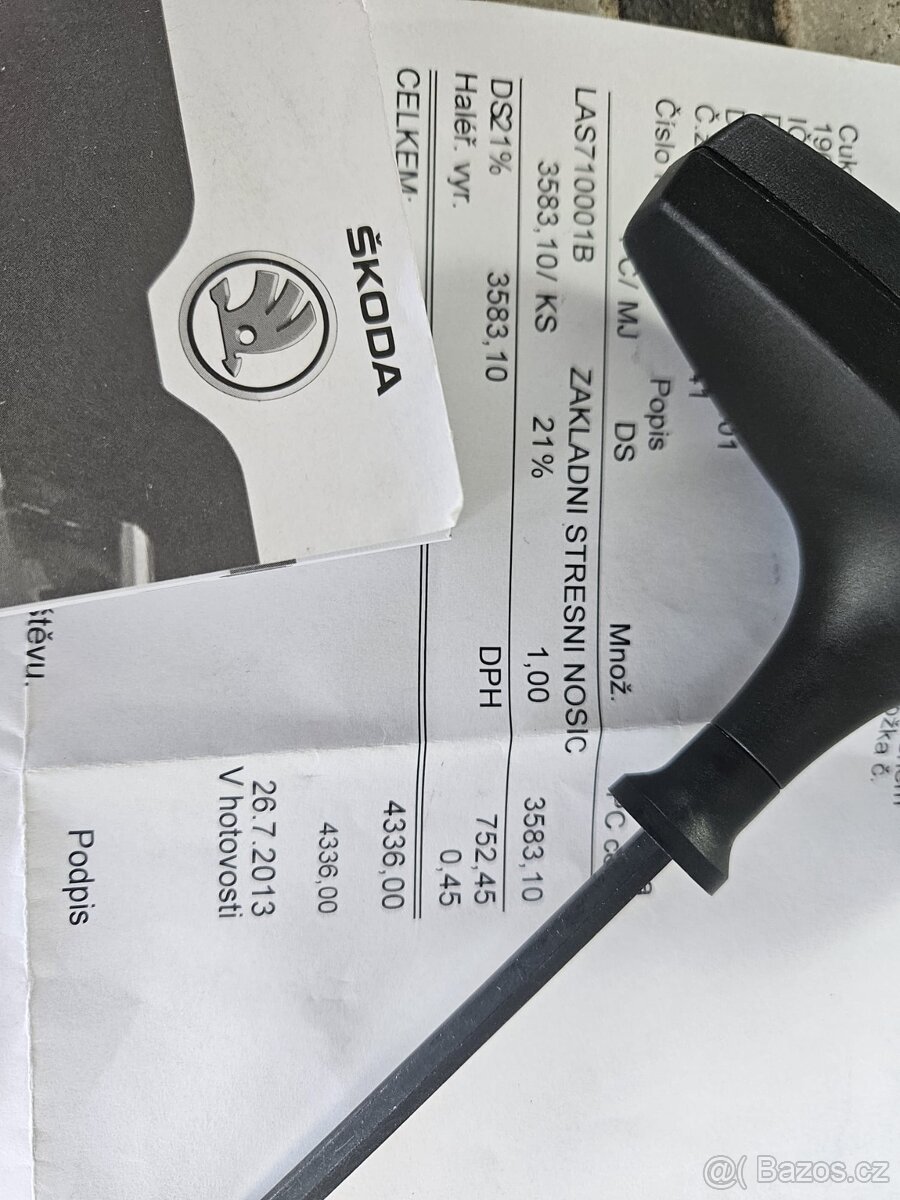 Číslo
Popis
MJ DS Množ.
LAS710001B ZAKLADNI STRESNI NOSIC
3583,10/ KS 21% 1,00 3583,10
DS21% 3583,10 DPH 752,45
Haléř. vyr. 0,45
CELKEM 4336,00
4336,00
26.7.2013
V hotovosti
Podpis
ŠKODA
@( Bazos.cz